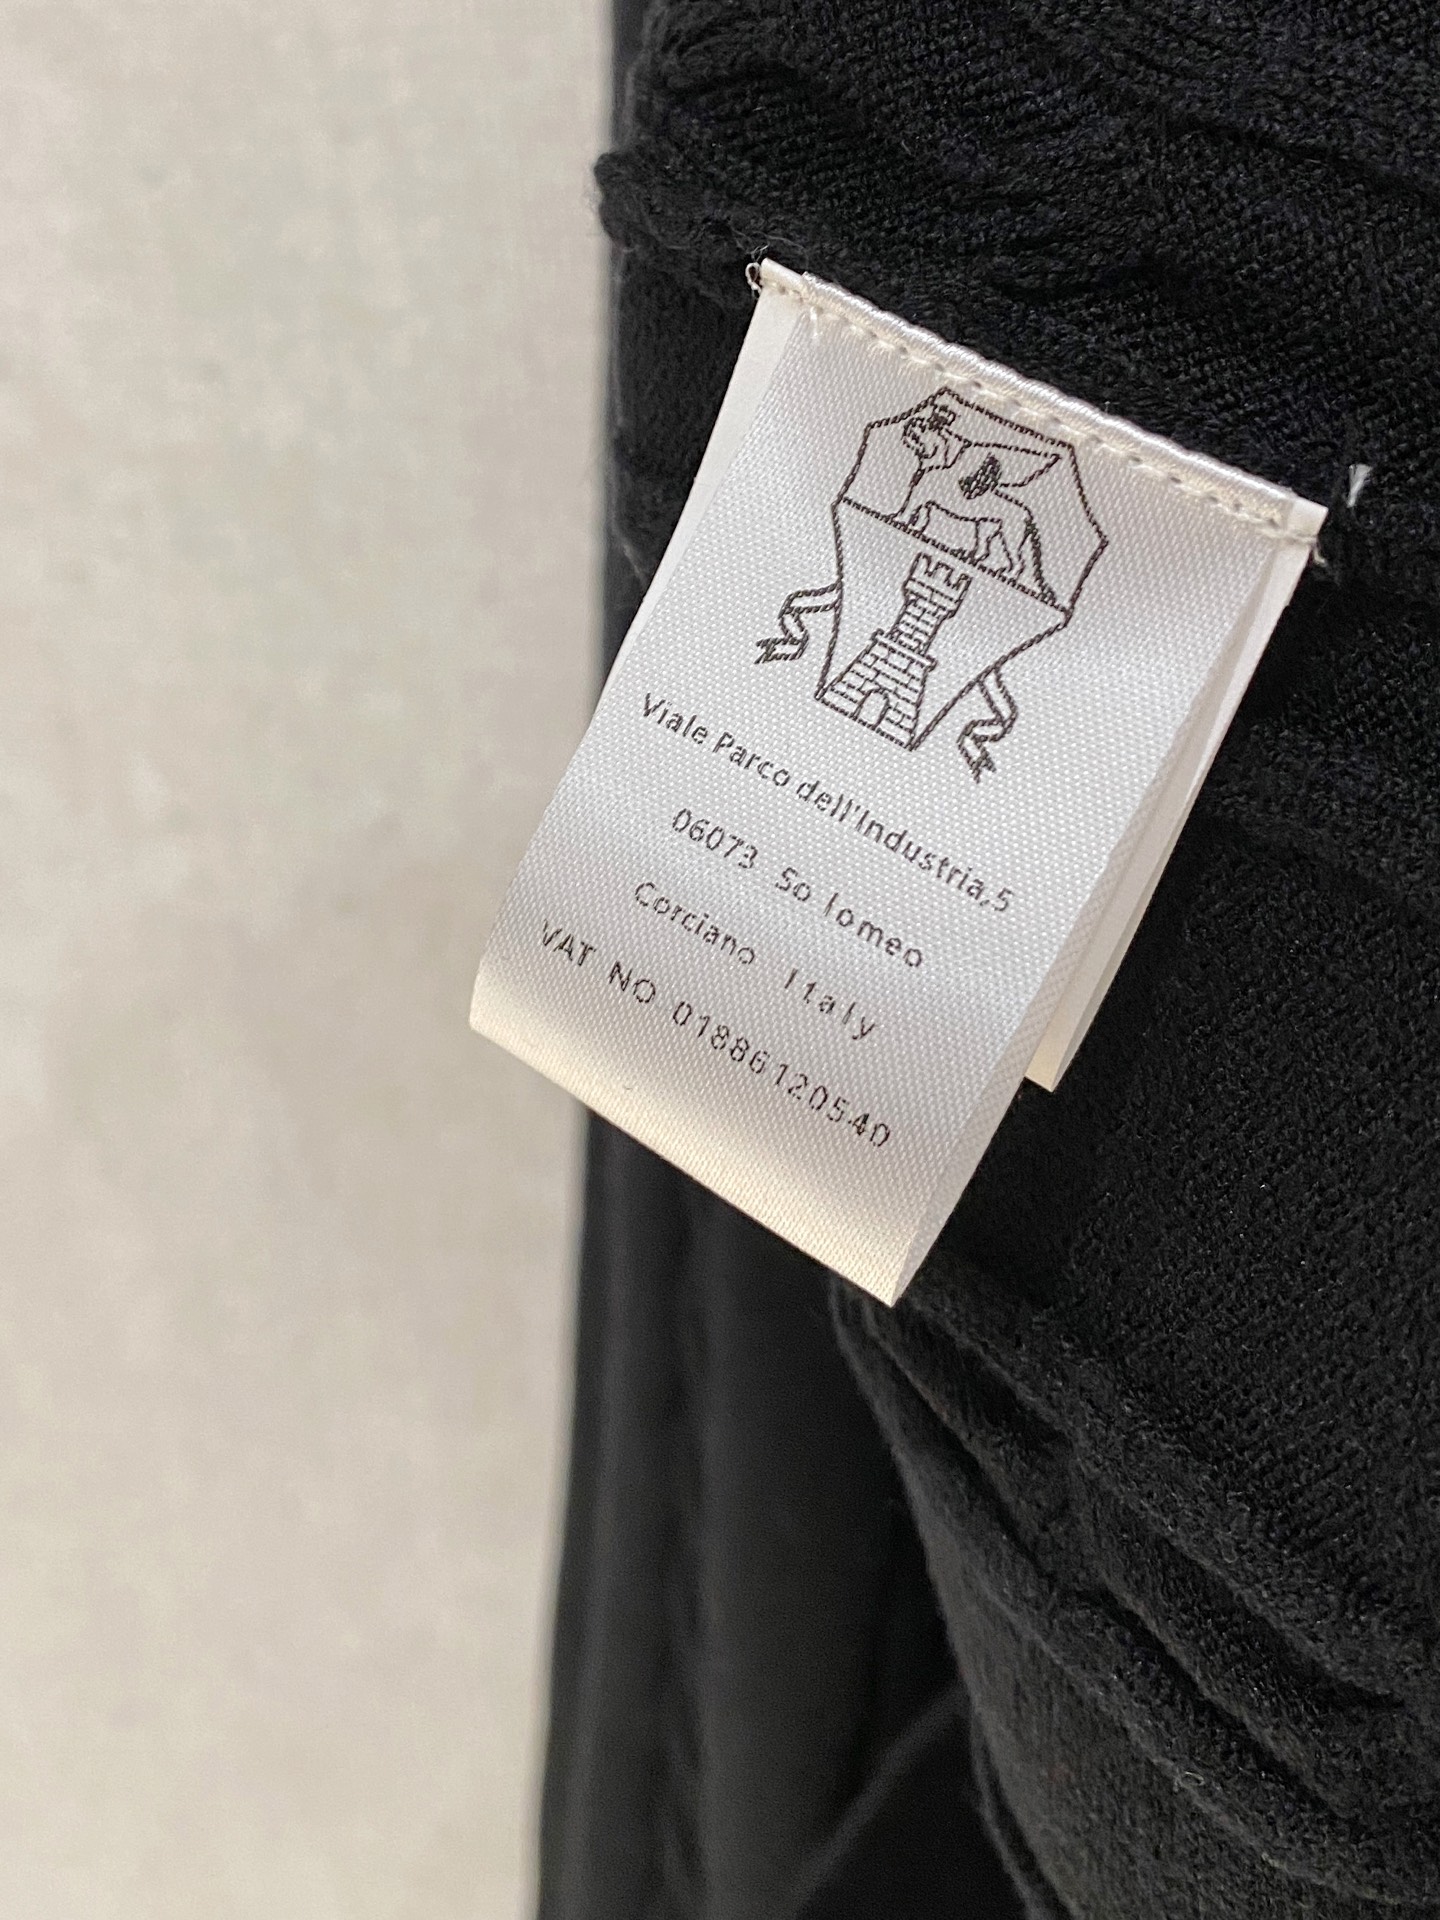 Viale Parco dell'Industria,5
06073 So lomeo
Corciano Italy
VAT NO 01886120540